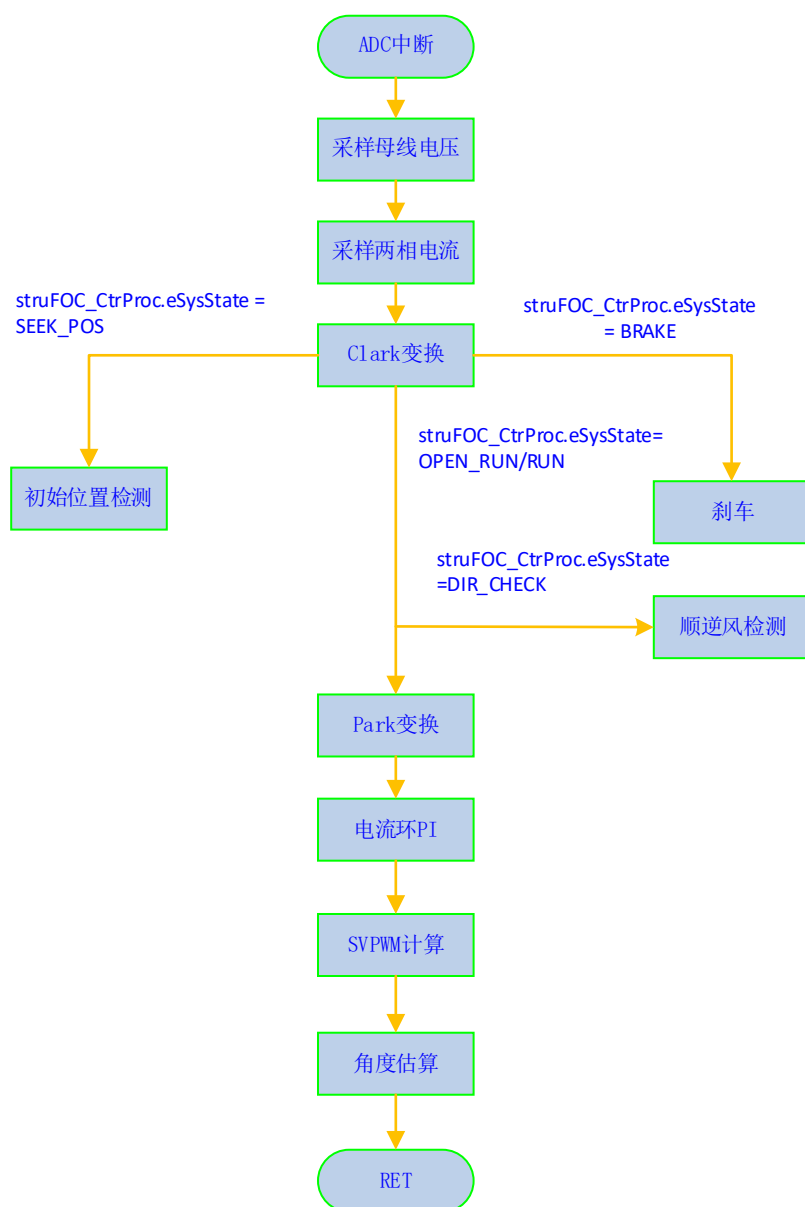 ADC中断
采样母线电压
采样两相电流
struFOC_CtrProc.eSysState =
SEEK_POS
struFOC_CtrProc.eSysState
= BRAKE
Clark变换
struFOC_CtrProc.eSysState=
OPEN_RUN/RUN
初始位置检测
刹车
struFOC_CtrProc.eSysState
=DIR_CHECK
顺逆风检测
Park变换
电流环PI
SVPWM计算
角度估算
RET